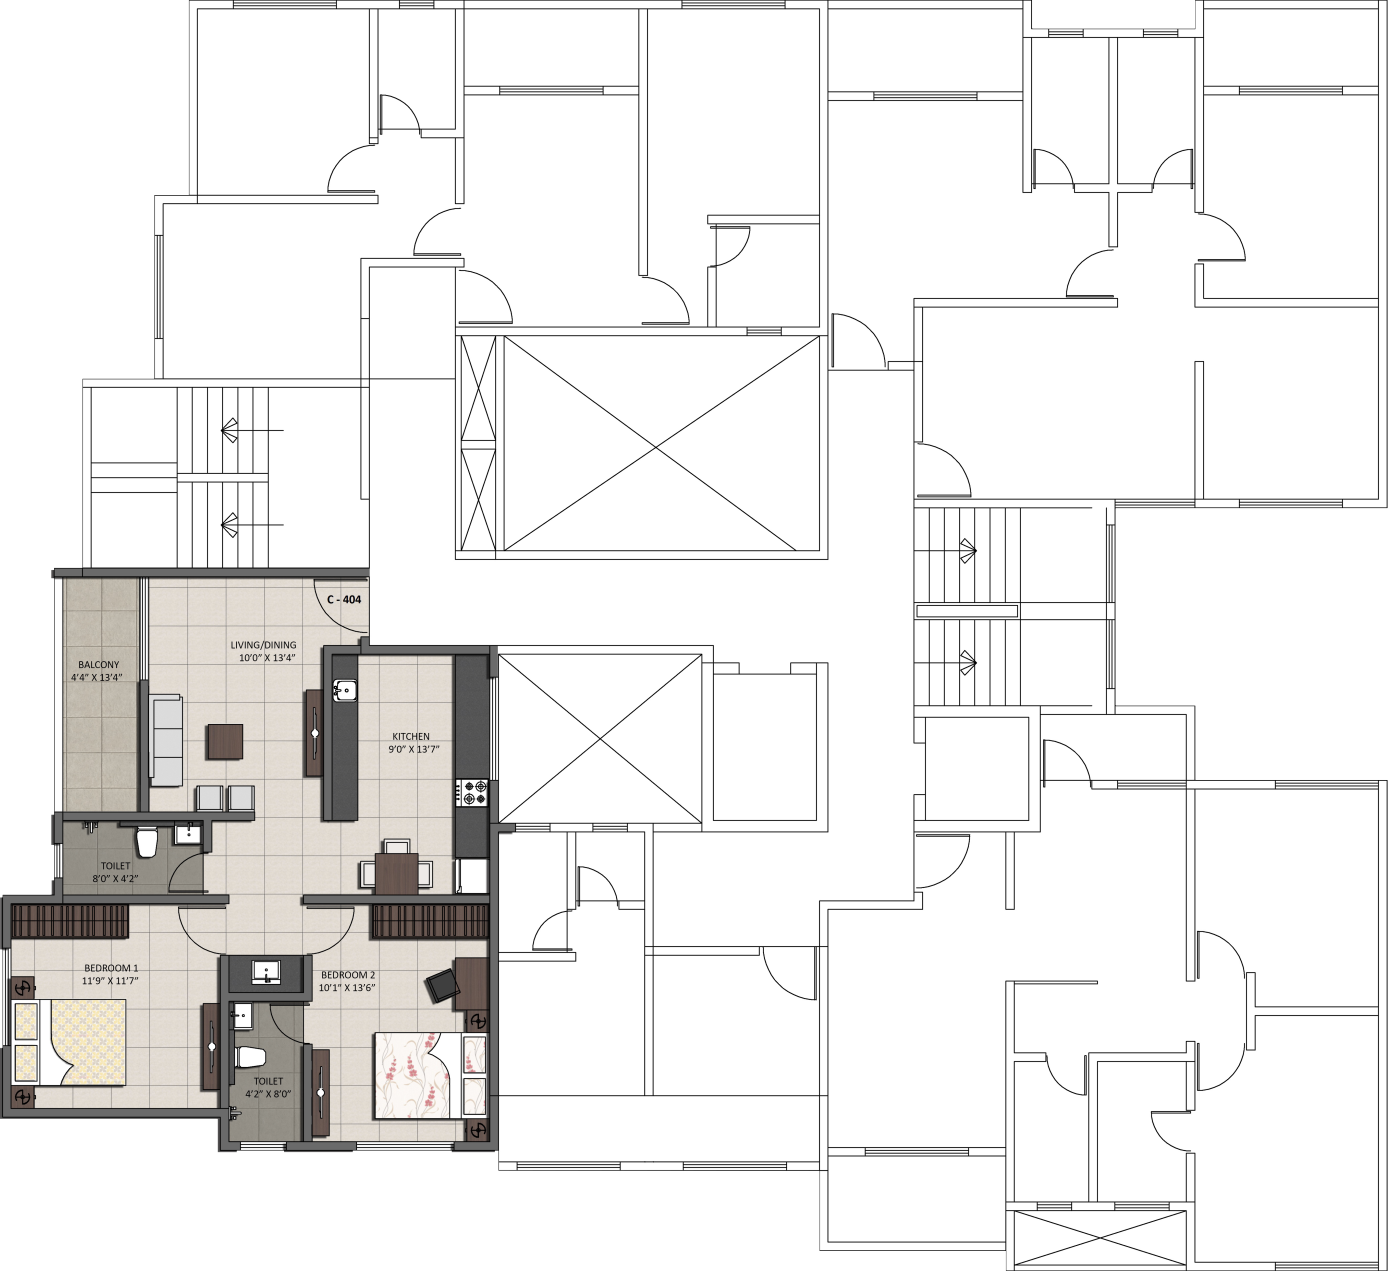 C - 404
LIVING/DINING
10'0" X 13'4"
BALCONY
4'4" X 13'4"
KITCHEN
9'0" X 13'7"
TOILET
8'0" X 4'2"
BEDROOM 1
11'9" X 11'7"
BEDROOM 2
10'1" X 13'6"
TOILET
4'2" X 8'0"